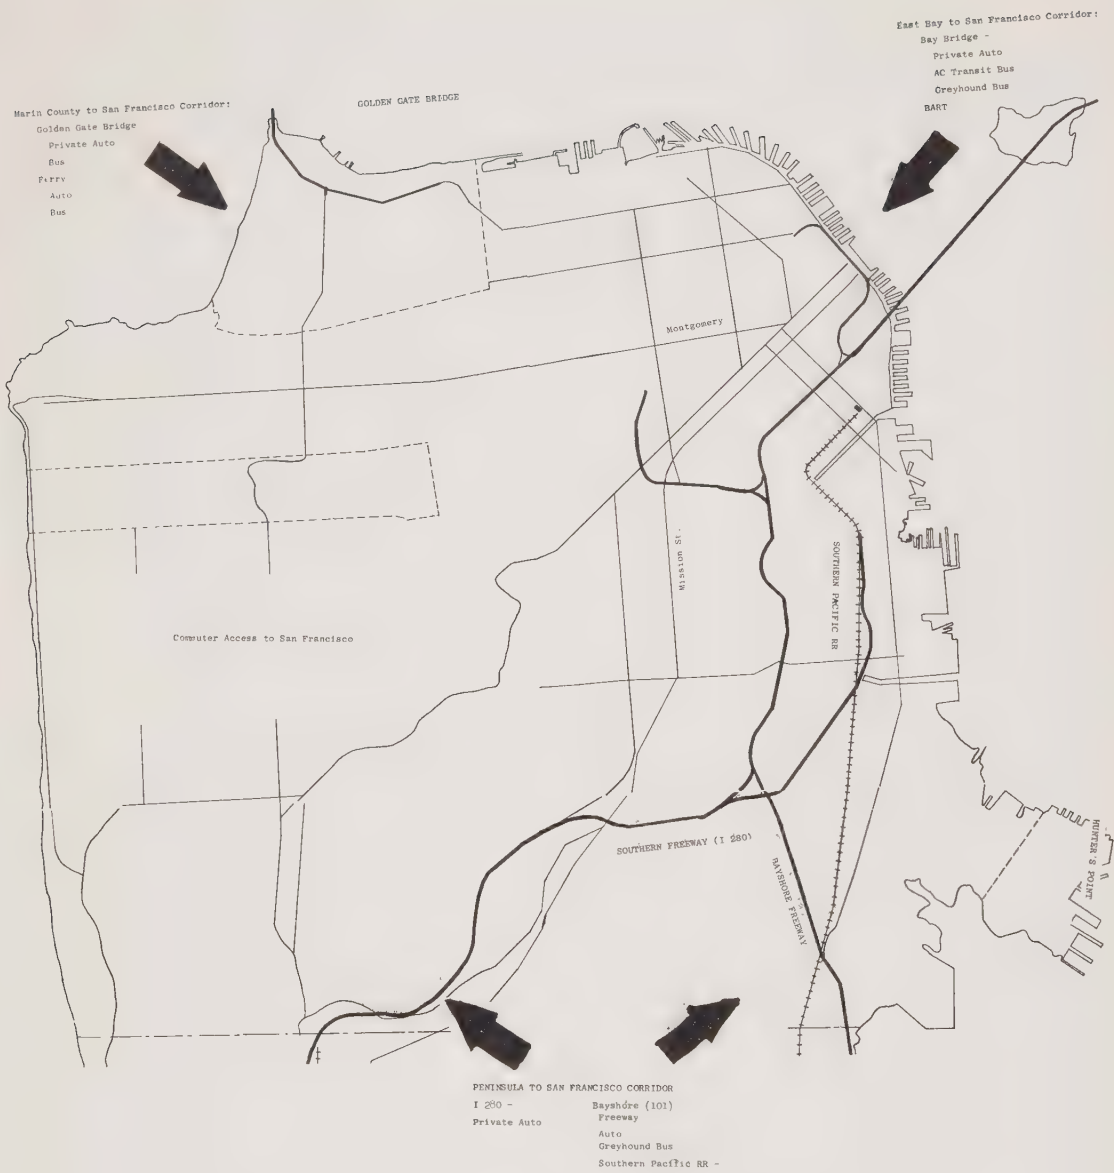 East Bay to San Francisco Corridor:
Bay Bridge -
Private Auto
AC Transit Bus
Greyhound Bus
BART
GOLDEN GATE BRIDGE
Marin County to San Francisco Corridor:
Golden Gate Bridge
Private Auto
Bus
Ferry
Auto
Bus
Montgomery
Mission St.
SOUTHERN PACIFIC RR
Commuter Access to San Francisco
SOUTHERN FREEWAY (I 280)
BAYSHORE FREEWAY
HUNTER'S POINT
PENINSULA TO SAN FRANCISCO CORRIDOR
I 280 -
Private Auto
Bayshore (101)
Freeway
Auto
Greyhound Bus
Southern Pacific RR -